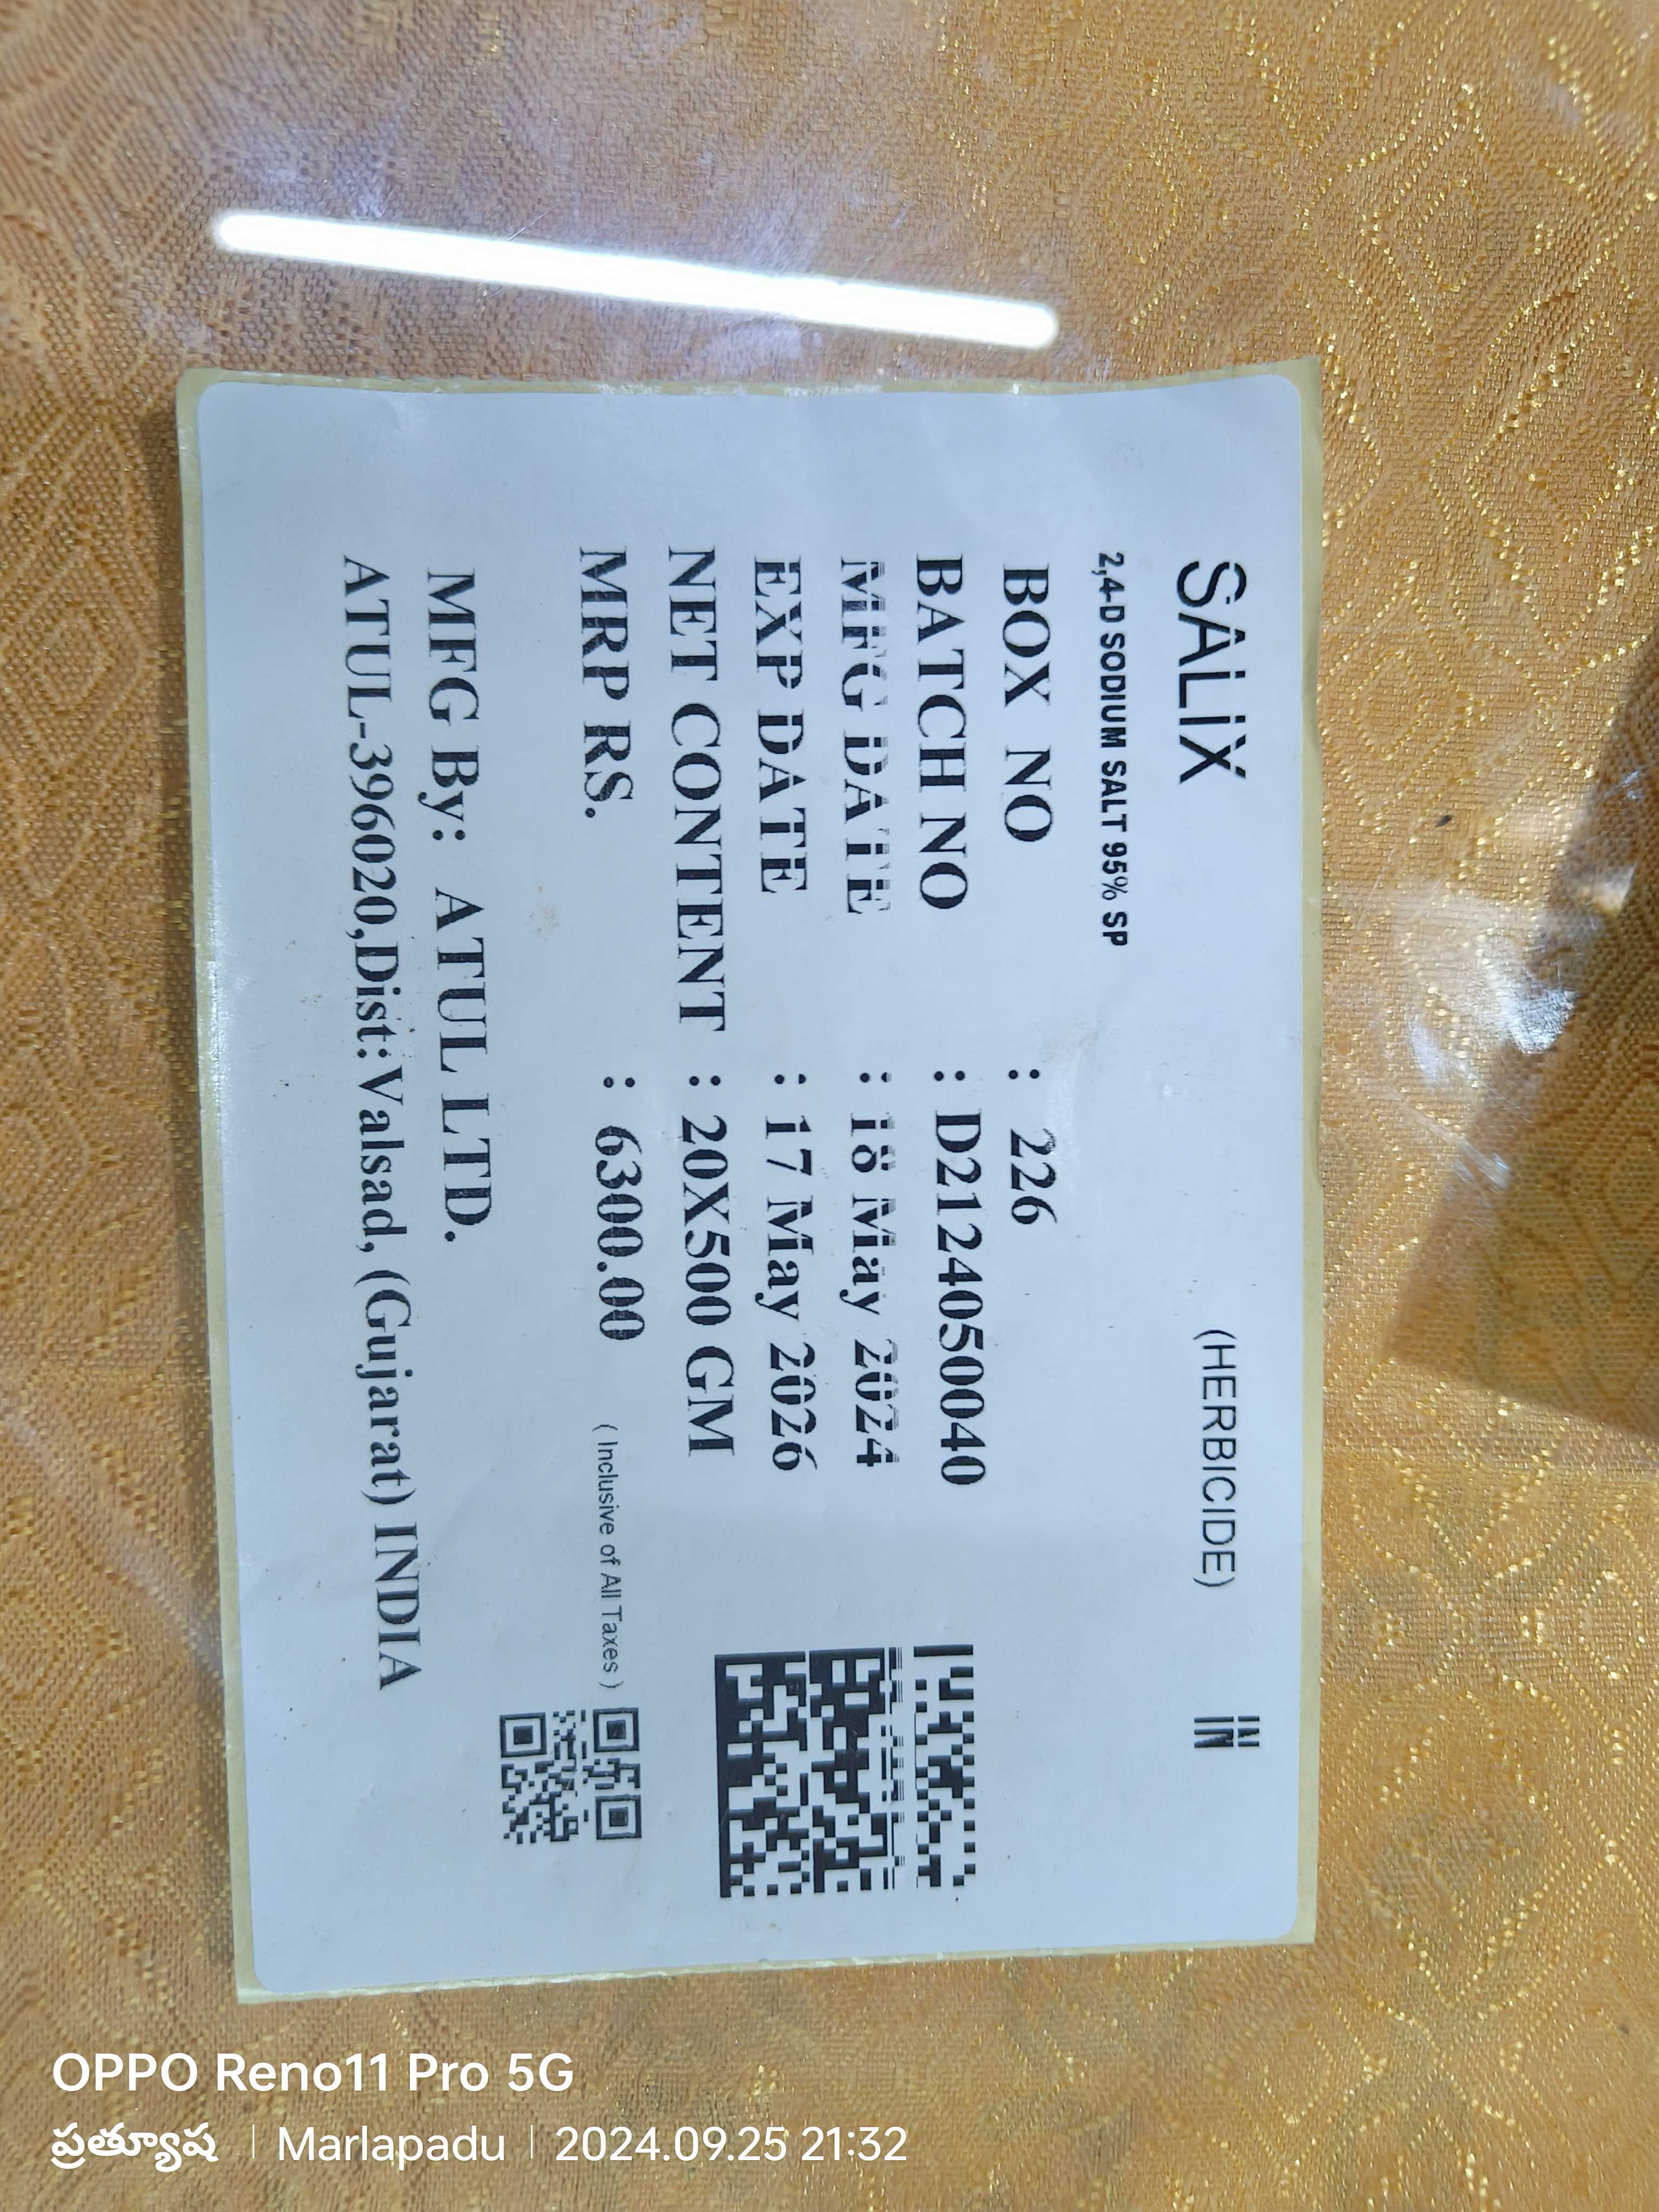 SALIX (HERBICIDE) IN
2,4-D SODIUM SALT 95% SP
BOX NO : 226
BATCH NO : D212405040
MFG DATE : 18 May 2024
EXP DATE : 17 May 2026
NET CONTENT : 20X500 GM
MRP RS. : 6300.00 ( Inclusive of All Taxes )
MFG By: ATUL LTD.
ATUL-396020,Dist:Valsad, (Gujarat) INDIA
OPPO Reno11 Pro 5G
ప్రత్యూష | Marlapadu | 2024.09.25 21:32